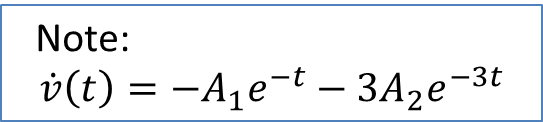 Note:
v̇(t) = −A₁e⁻ᵗ − 3A₂e⁻³ᵗ